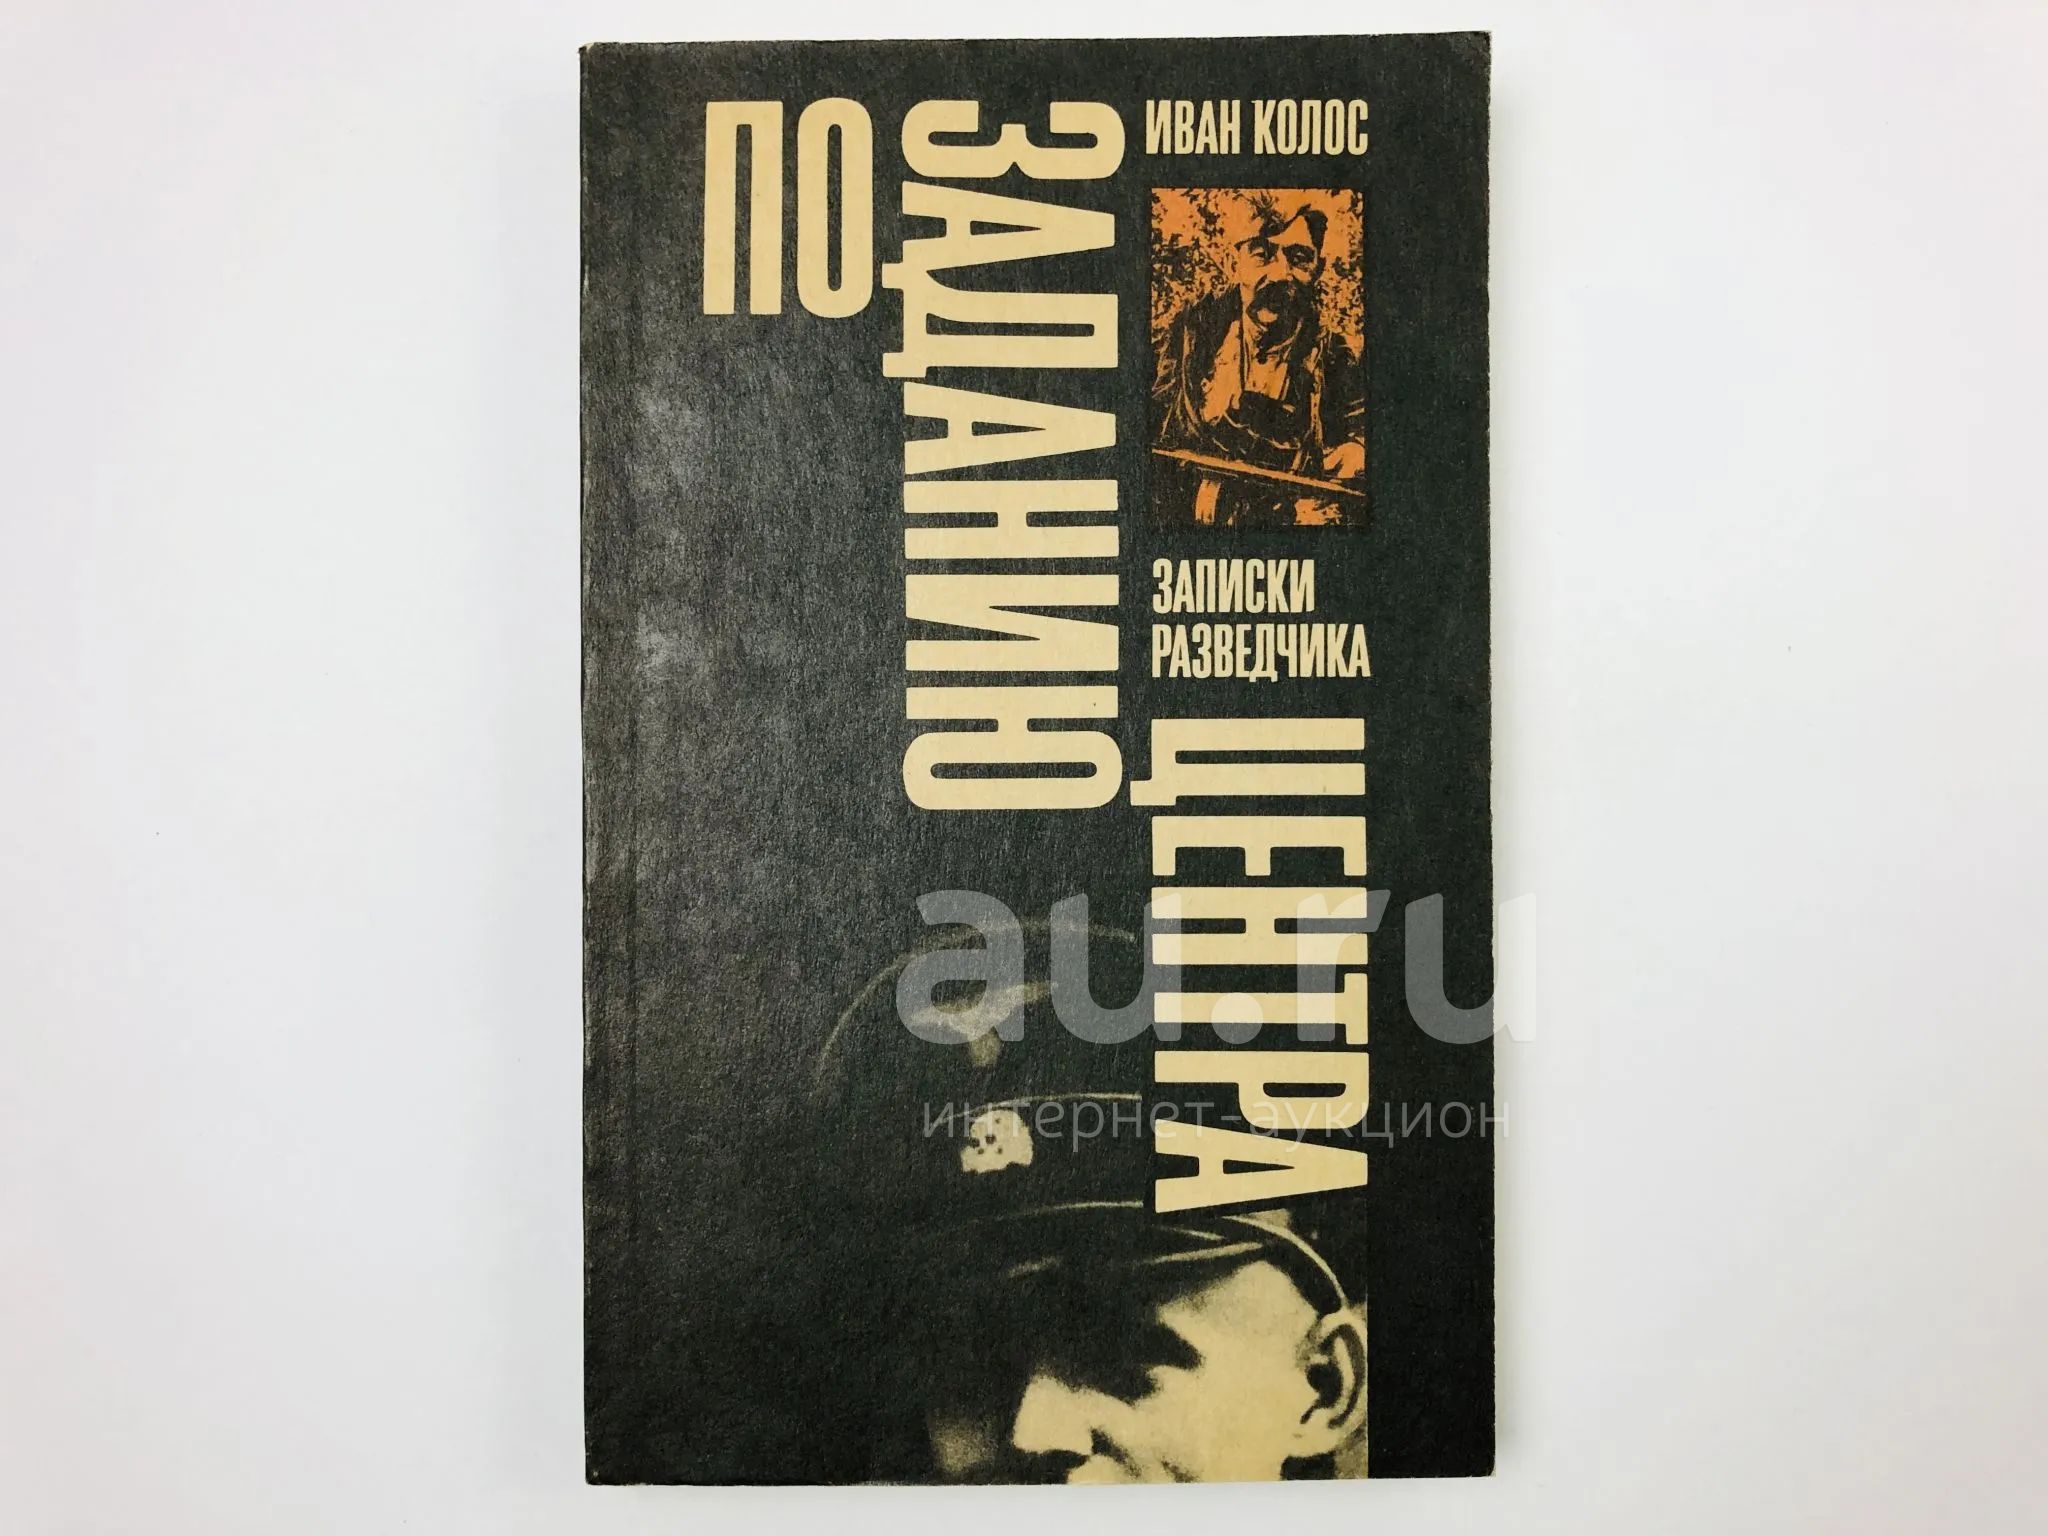 ИВАН КОЛОС
ПО
ЗАДАНИЮ
ЦЕНТРА
ЗАПИСКИ
РАЗВЕДЧИКА
au.ru
интернет-аукцион